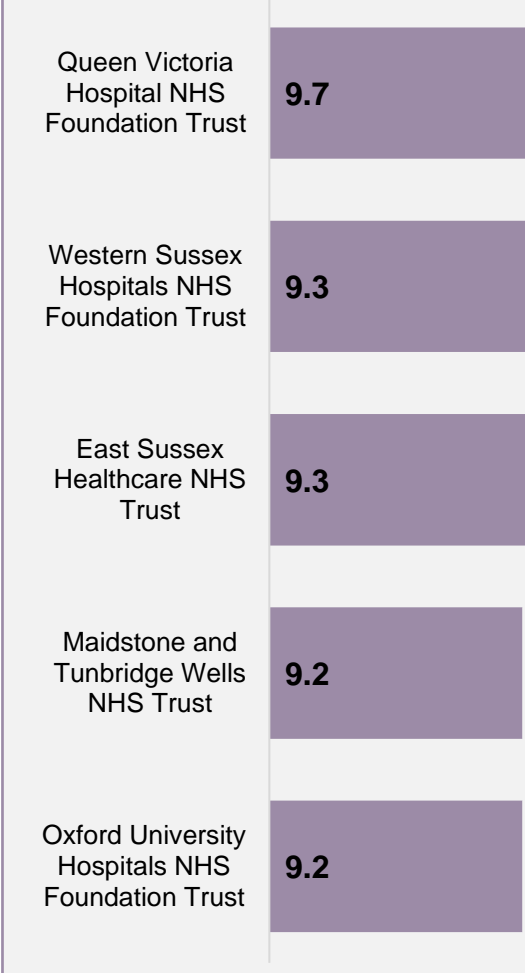 Queen Victoria
Hospital NHS
Foundation Trust
9.7
Western Sussex
Hospitals NHS
Foundation Trust
9.3
East Sussex
Healthcare NHS
Trust
9.3
Maidstone and
Tunbridge Wells
NHS Trust
9.2
Oxford University
Hospitals NHS
Foundation Trust
9.2